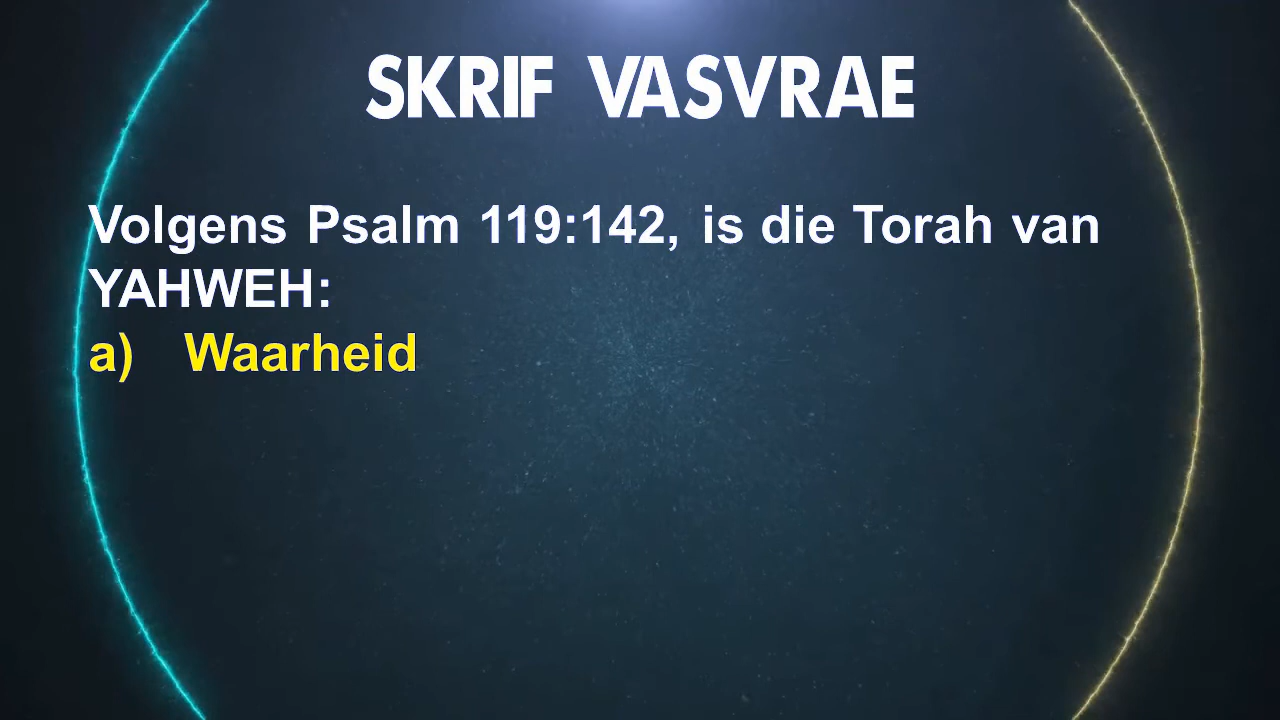 SKRIF VASVRAE
Volgens Psalm 119:142, is die Torah van
YAHWEH:
a) Waarheid